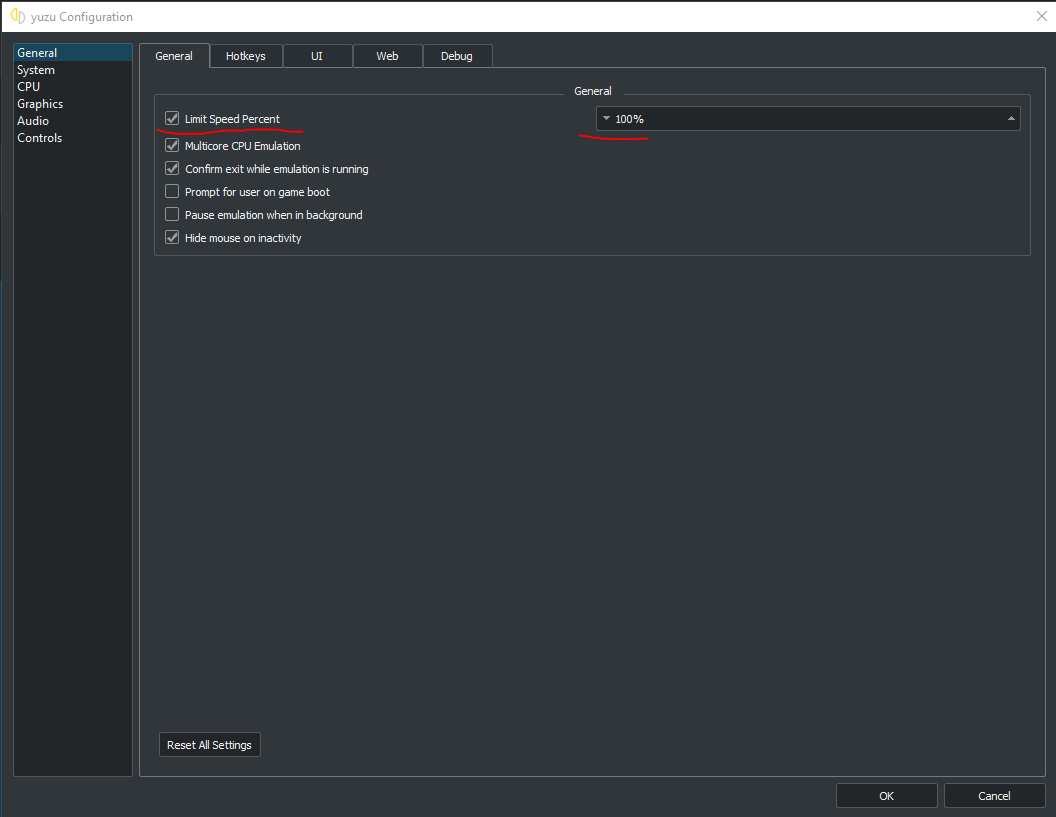 yuzu Configuration
General
System
CPU
Graphics
Audio
Controls
General Hotkeys UI Web Debug
General
Limit Speed Percent 100%
Multicore CPU Emulation
Confirm exit while emulation is running
Prompt for user on game boot
Pause emulation when in background
Hide mouse on inactivity
Reset All Settings
OK Cancel